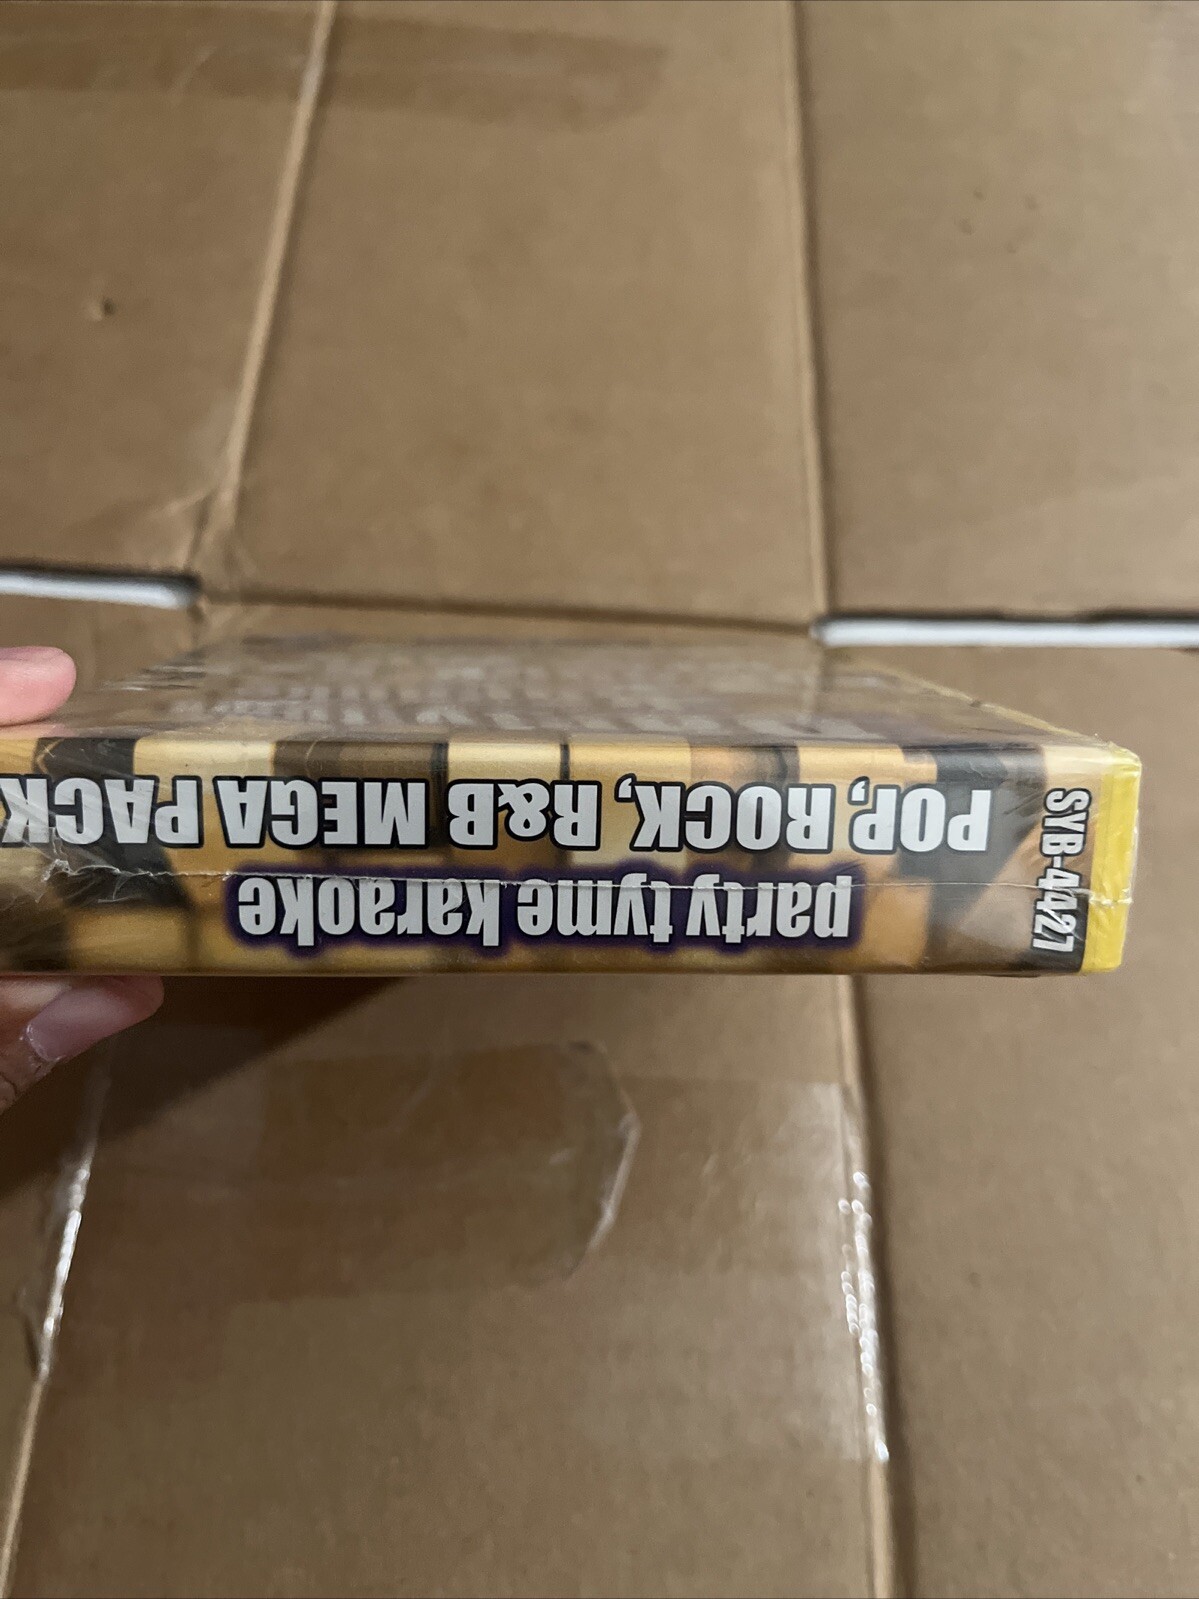 party tyme karaoke
POP, ROCK, R&B MEGA PACK
SYB-4427